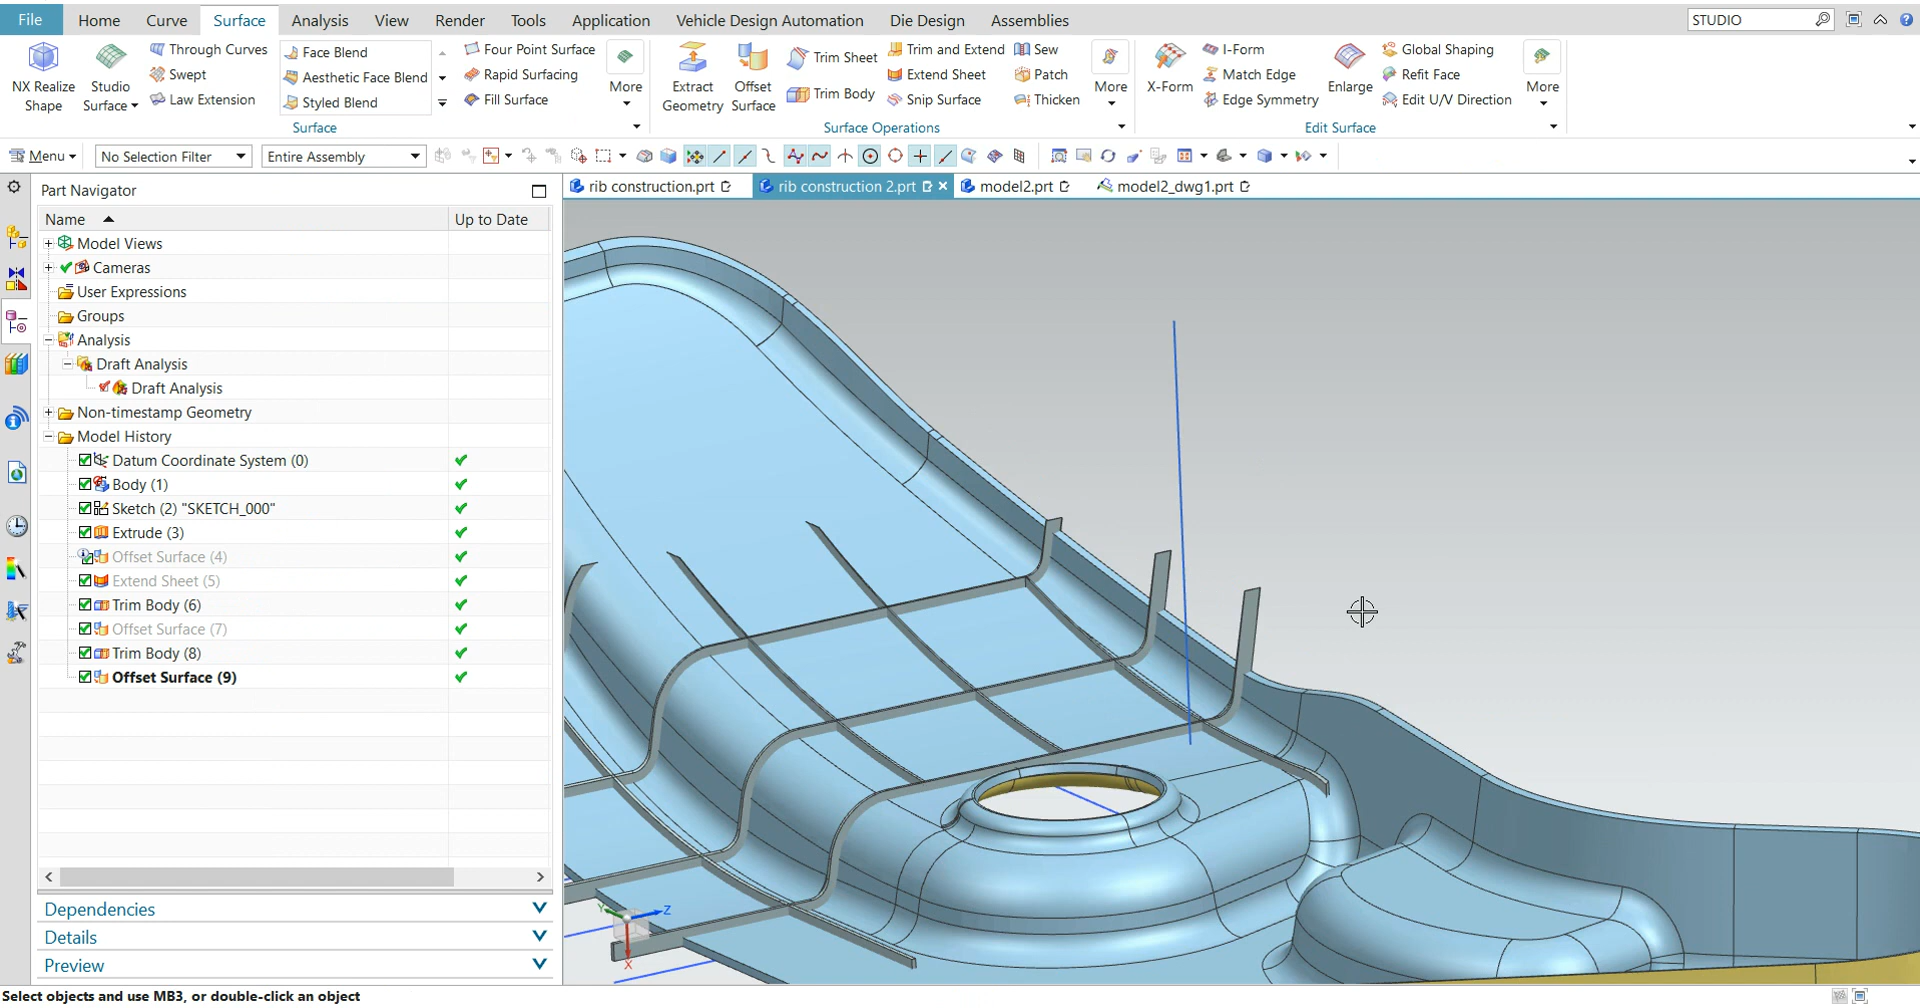 File Home Curve Surface Analysis View Render Tools Application Vehicle Design Automation Die Design Assemblies STUDIO
NX Realize Shape
Studio Surface
Through Curves
Swept
Law Extension
Face Blend
Aesthetic Face Blend
Styled Blend
Four Point Surface
Rapid Surfacing
Fill Surface
More
Surface
Extract Geometry
Offset Surface
Trim Sheet
Trim Body
Trim and Extend
Extend Sheet
Snip Surface
Sew
Patch
Thicken
More
Surface Operations
X-Form
I-Form
Match Edge
Edge Symmetry
Enlarge
Global Shaping
Refit Face
Edit U/V Direction
More
Edit Surface
Menu No Selection Filter Entire Assembly
Part Navigator
rib construction.prt rib construction 2.prt model2.prt model2_dwg1.prt
Name Up to Date
Model Views
Cameras
User Expressions
Groups
Analysis
Draft Analysis
Draft Analysis
Non-timestamp Geometry
Model History
Datum Coordinate System (0)
Body (1)
Sketch (2) "SKETCH_000"
Extrude (3)
Offset Surface (4)
Extend Sheet (5)
Trim Body (6)
Offset Surface (7)
Trim Body (8)
Offset Surface (9)
Dependencies
Details
Preview
Y Z
X
Select objects and use MB3, or double-click an object